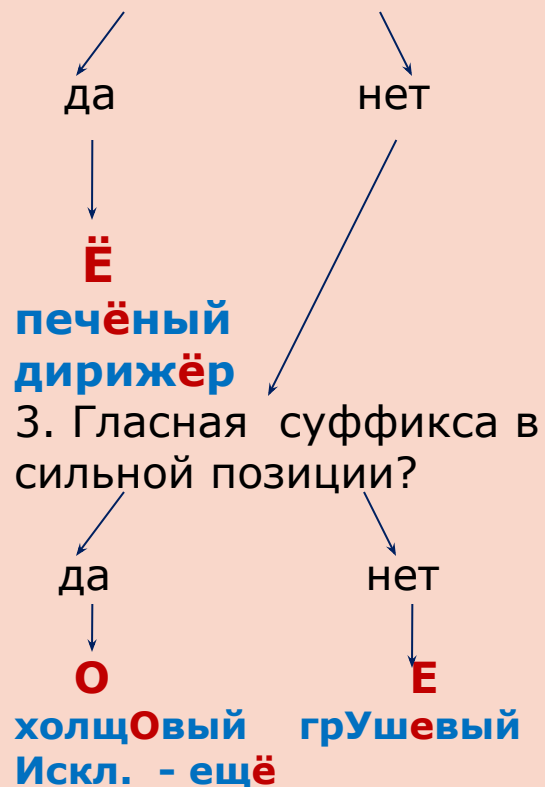 да нет
Ё
печёный
дирижёр
3. Гласная суффикса в
сильной позиции?
да нет
О Е
холщОвый грУшевый
Искл. - ещё